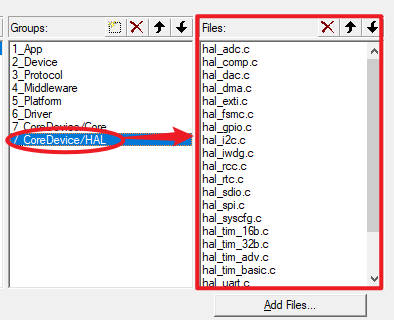 Groups:
1_App
2_Device
3_Protocol
4_Middleware
5_Platform
6_Driver
7_CoreDevice/Core
7_CoreDevice/HAL
Files:
hal_adc.c
hal_comp.c
hal_dac.c
hal_dma.c
hal_exti.c
hal_fsmc.c
hal_gpio.c
hal_i2c.c
hal_iwdg.c
hal_rcc.c
hal_rtc.c
hal_sdio.c
hal_spi.c
hal_syscfg.c
hal_tim_16b.c
hal_tim_32b.c
hal_tim_adv.c
hal_tim_basic.c
hal_uart.c
Add Files...